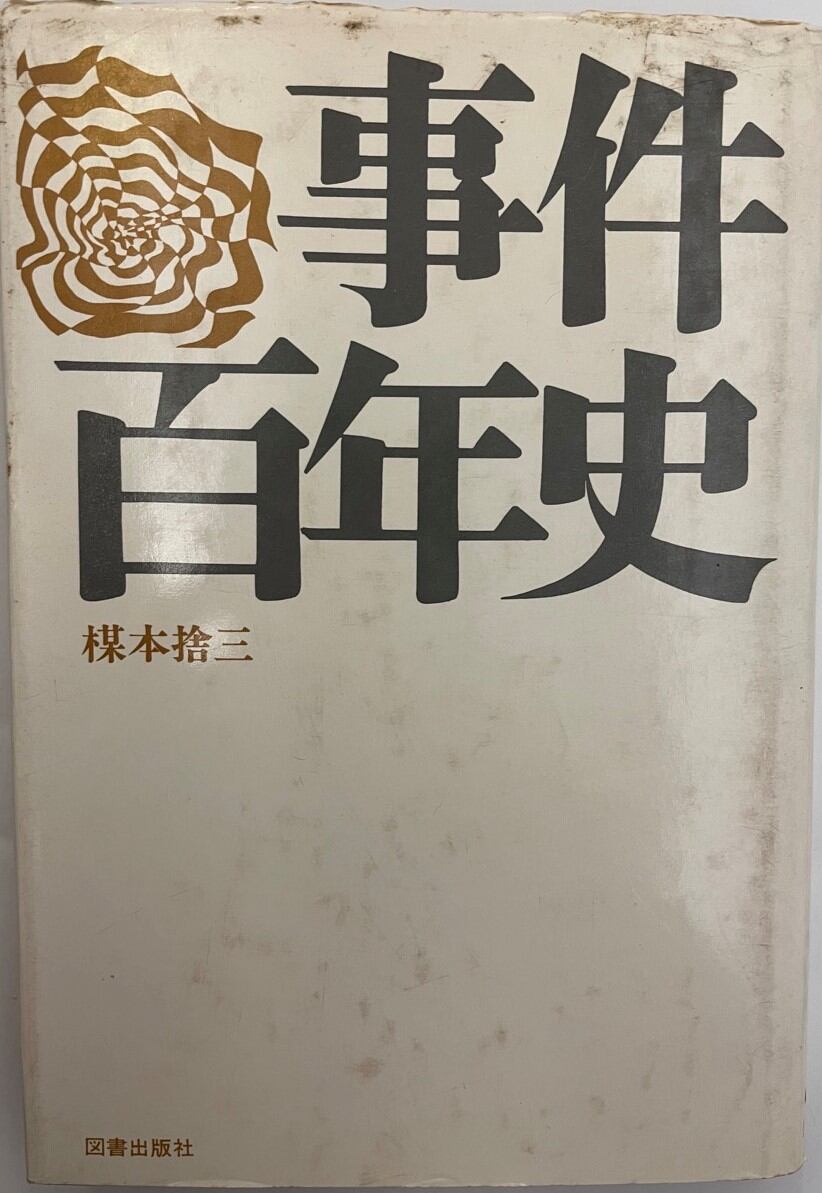 事件
百年史
楳本捨三
図書出版社